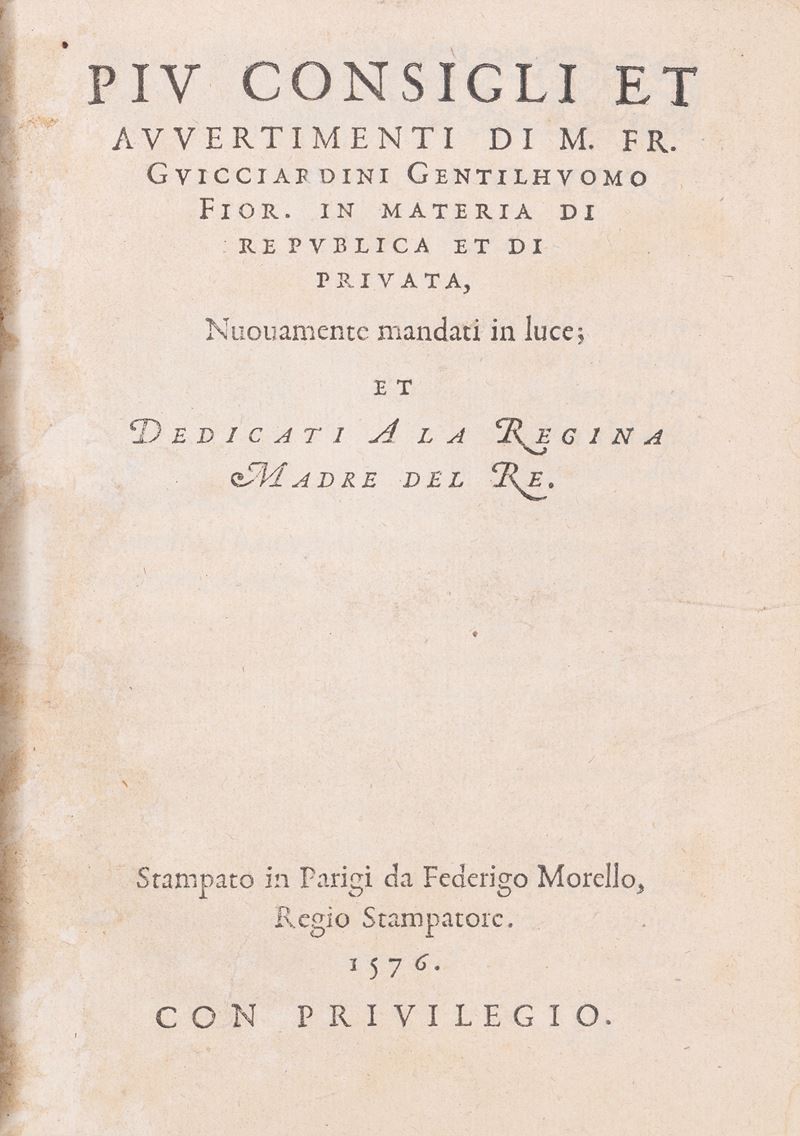 PIV CONSIGLI ET
AVVERTIMENTI DI M. FR.
GVICCIARDINI GENTILHVOMO
FIOR. IN MATERIA DI
REPVBLICA ET DI
PRIVATA,
Nuouamente mandati in luce;
ET
DEDICATI A LA REGINA
MADRE DEL RE.
Stampato in Parigi da Federigo Morello,
Regio Stampatore.
1576.
CON PRIVILEGIO.